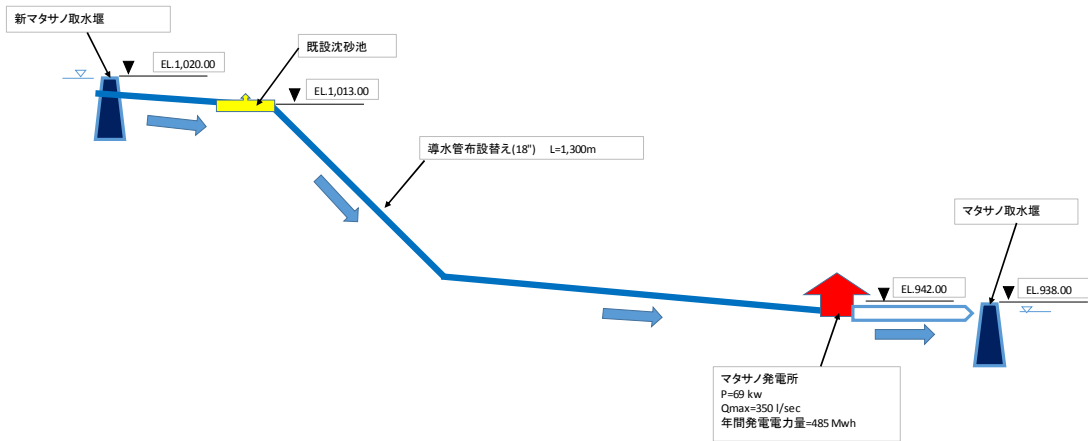 新マタサノ取水堰
EL.1,020.00
既設沈砂池
EL.1,013.00
導水管布設替え(18") L=1,300m
マタサノ取水堰
EL.942.00
EL.938.00
マタサノ発電所
P=69 kw
Qmax=350 l/sec
年間発電電力量=485 Mwh